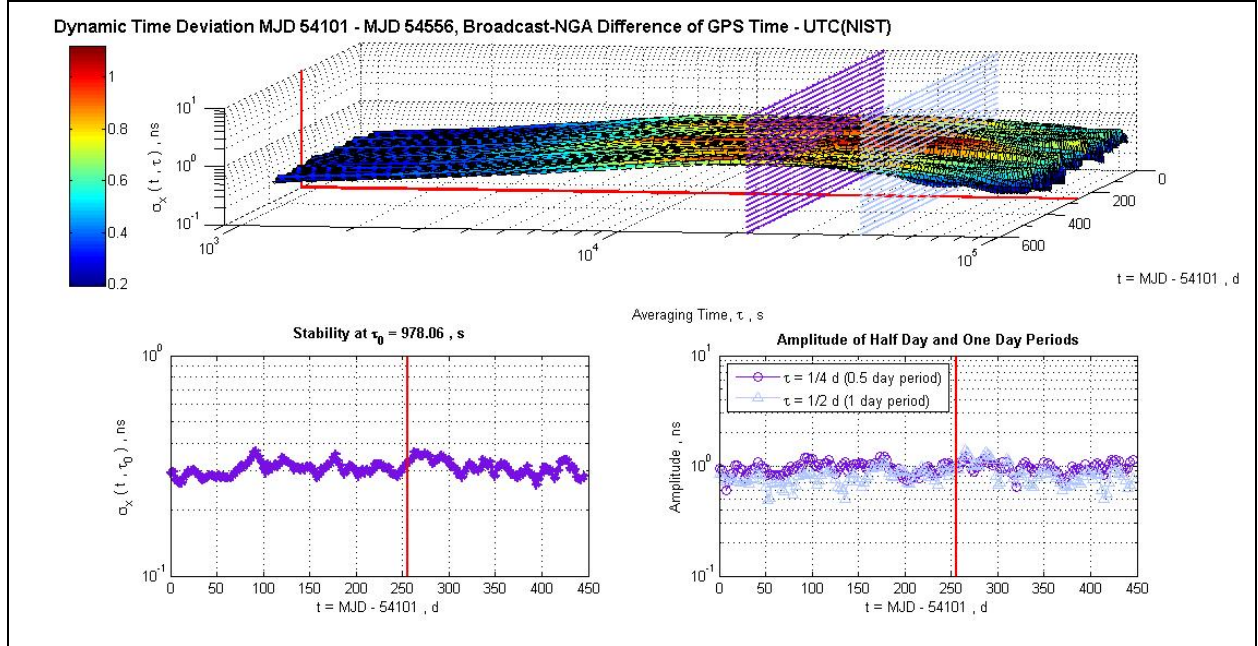 Dynamic Time Deviation MJD 54101 - MJD 54556, Broadcast-NGA Difference of GPS Time - UTC(NIST)
1
0.8
0.6
0.4
0.2
σx ( t , τ) , ns
10^1
10^0
10^-1
10^3
10^4
10^5
600
400
200
0
t = MJD - 54101 , d
Averaging Time, τ , s
Stability at τ0 = 978.06 , s
σx ( t , τ0) , ns
10^0
10^-1
0 50 100 150 200 250 300 350 400 450
t = MJD - 54101 , d
Amplitude of Half Day and One Day Periods
τ = 1/4 d (0.5 day period)
τ = 1/2 d (1 day period)
Amplitude , ns
10^1
10^0
10^-1
0 50 100 150 200 250 300 350 400 450
t = MJD - 54101 , d